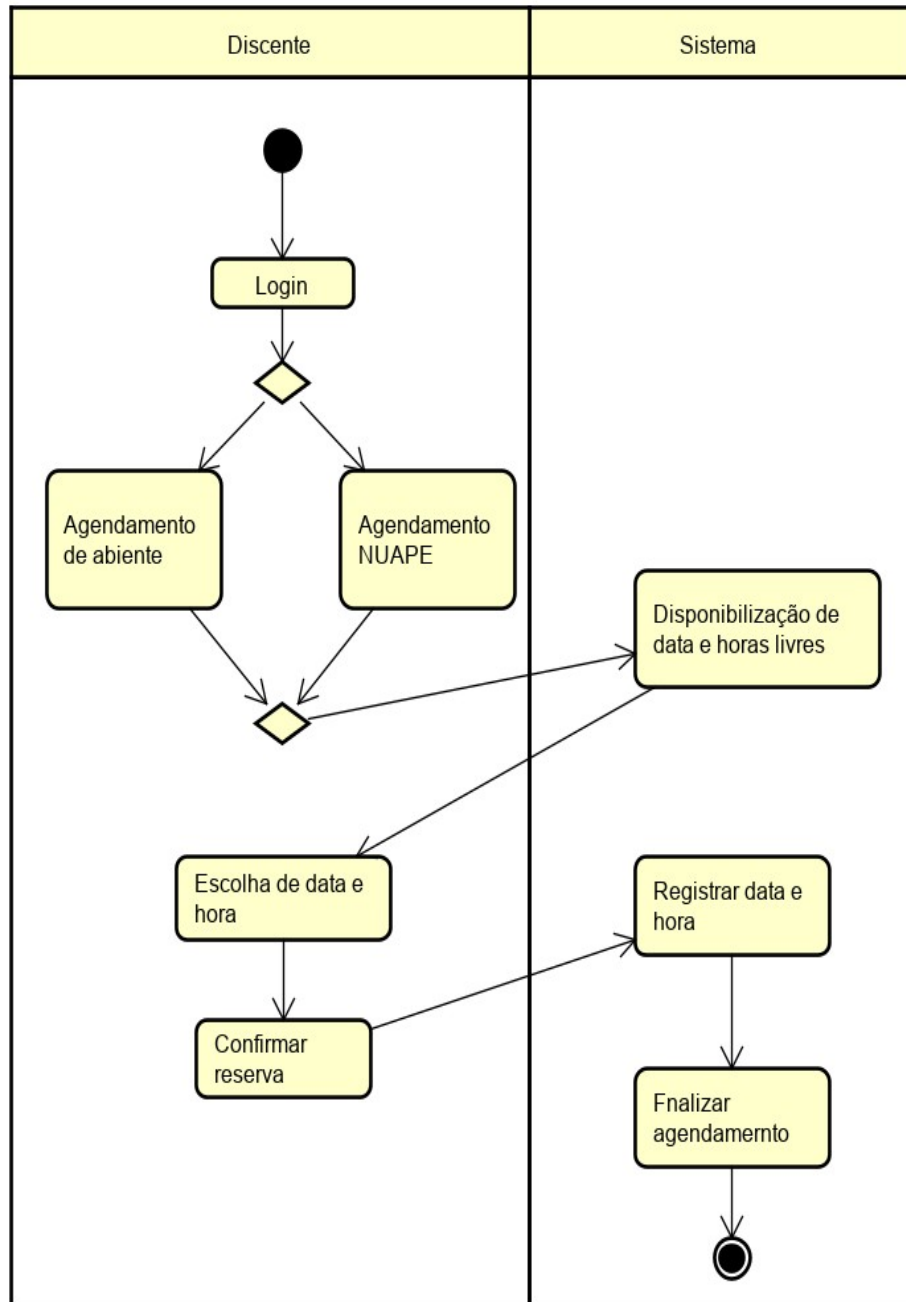 Discente
Sistema
Login
Agendamento
de abiente
Agendamento
NUAPE
Disponibilização de
data e horas livres
Escolha de data e
hora
Registrar data e
hora
Confirmar
reserva
Fnalizar
agendamernto